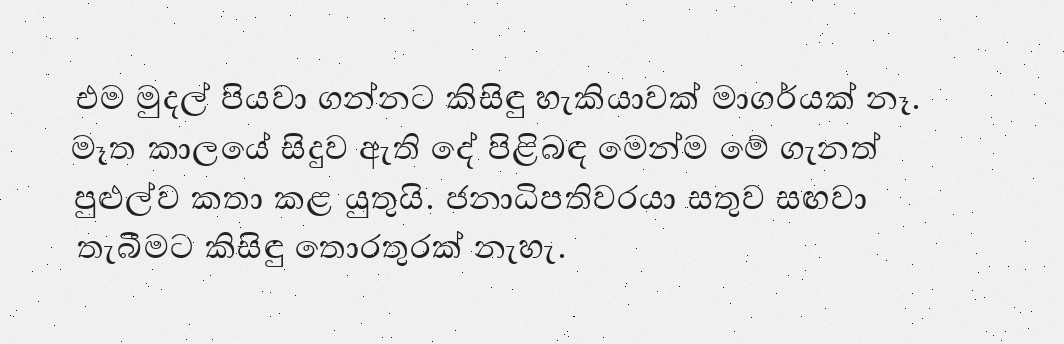 එම මුදල් පියවා ගන්නට කිසිඳු හැකියාවක් මාගර්යක් නෑ.
මෑත කාලයේ සිදුව ඇති දේ පිළිබඳ මෙන්ම මේ ගැනත්
පුළුල්ව කතා කළ යුතුයි. ජනාධිපතිවරයා සතුව සඟවා
තැබීමට කිසිඳු තොරතුරක් නැහැ.